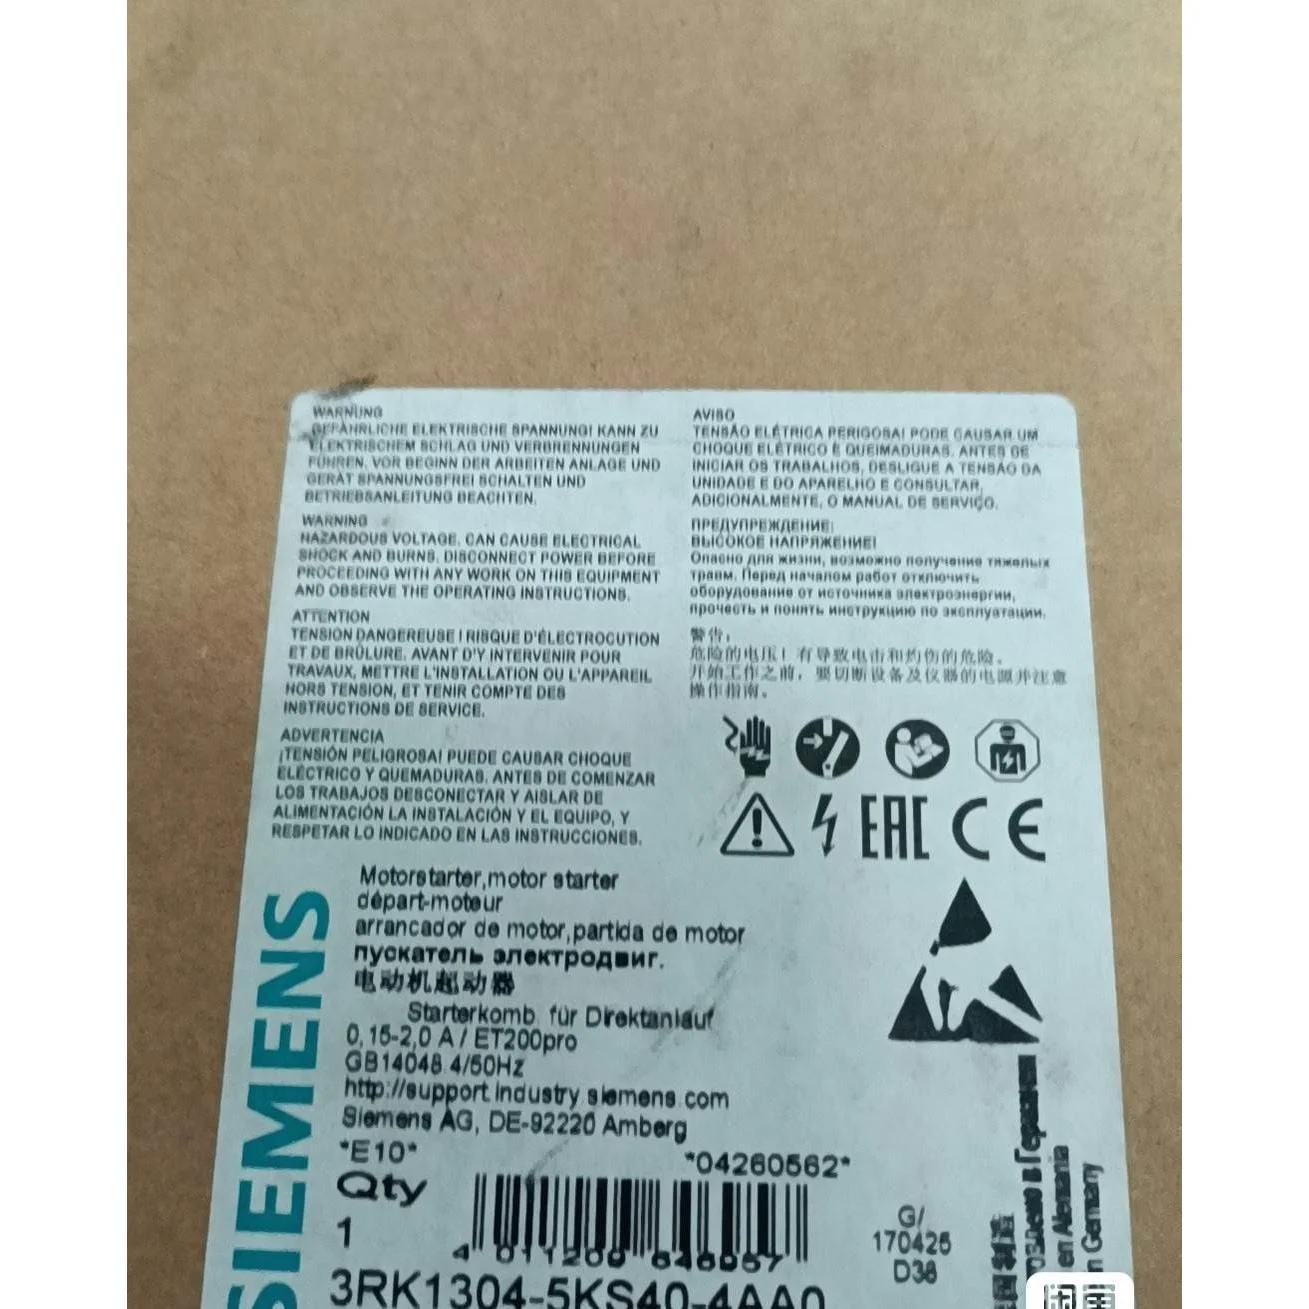 WARNUNG
GEFÄHRLICHE ELEKTRISCHE SPANNUNG! KANN ZU
ELEKTRISCHEM SCHLAG UND VERBRENNUNGEN
FÜHREN. VOR BEGINN DER ARBEITEN ANLAGE UND
GERÄT SPANNUNGSFREI SCHALTEN UND
BETRIEBSANLEITUNG BEACHTEN.
WARNING
HAZARDOUS VOLTAGE. CAN CAUSE ELECTRICAL
SHOCK AND BURNS. DISCONNECT POWER BEFORE
PROCEEDING WITH ANY WORK ON THIS EQUIPMENT
AND OBSERVE THE OPERATING INSTRUCTIONS.
ATTENTION
TENSION DANGEREUSE ! RISQUE D'ÉLECTROCUTION
ET DE BRÛLURE. AVANT D'Y INTERVENIR POUR
TRAVAUX, METTRE L'INSTALLATION OU L'APPAREIL
HORS TENSION, ET TENIR COMPTE DES
INSTRUCTIONS DE SERVICE.
ADVERTENCIA
¡TENSIÓN PELIGROSA! PUEDE CAUSAR CHOQUE
ELÉCTRICO Y QUEMADURAS. ANTES DE COMENZAR
LOS TRABAJOS DESCONECTAR Y AISLAR DE
ALIMENTACIÓN LA INSTALACIÓN Y EL EQUIPO, Y
RESPETAR LO INDICADO EN LAS INSTRUCCIONES.
AVISO
TENSÃO ELÉTRICA PERIGOSA! PODE CAUSAR UM
CHOQUE ELÉTRICO E QUEIMADURAS. ANTES DE
INICIAR OS TRABALHOS, DESLIGUE A TENSÃO DA
UNIDADE E DO APARELHO E CONSULTAR,
ADICIONALMENTE, O MANUAL DE SERVIÇO.
ПРЕДУПРЕЖДЕНИЕ:
ВЫСОКОЕ НАПРЯЖЕНИЕ!
Опасно для жизни, возможно получение тяжелых
травм. Перед началом работ отключить
оборудование от источника электроэнергии,
прочесть и понять инструкцию по эксплуатации.
警告:
危险的电压! 有导致电击和灼伤的危险。
开始工作之前, 要切断设备及仪器的电源并注意
操作指南。
EAC CE
SIEMENS
Motorstarter,motor starter
départ-moteur
arrancador de motor,partida de motor
пускатель электродвиг.
电动机起动器
Starterkomb. für Direktanlauf
0,15-2,0 A / ET200pro
GB14048.4/50Hz
http://support.industry.siemens.com
Siemens AG, DE-92220 Amberg
*E10*
*04260562*
Qty
1
4 011209 646957
3RK1304-5KS40-4AA0
G/
170425
D38
en Alemania
in Germany